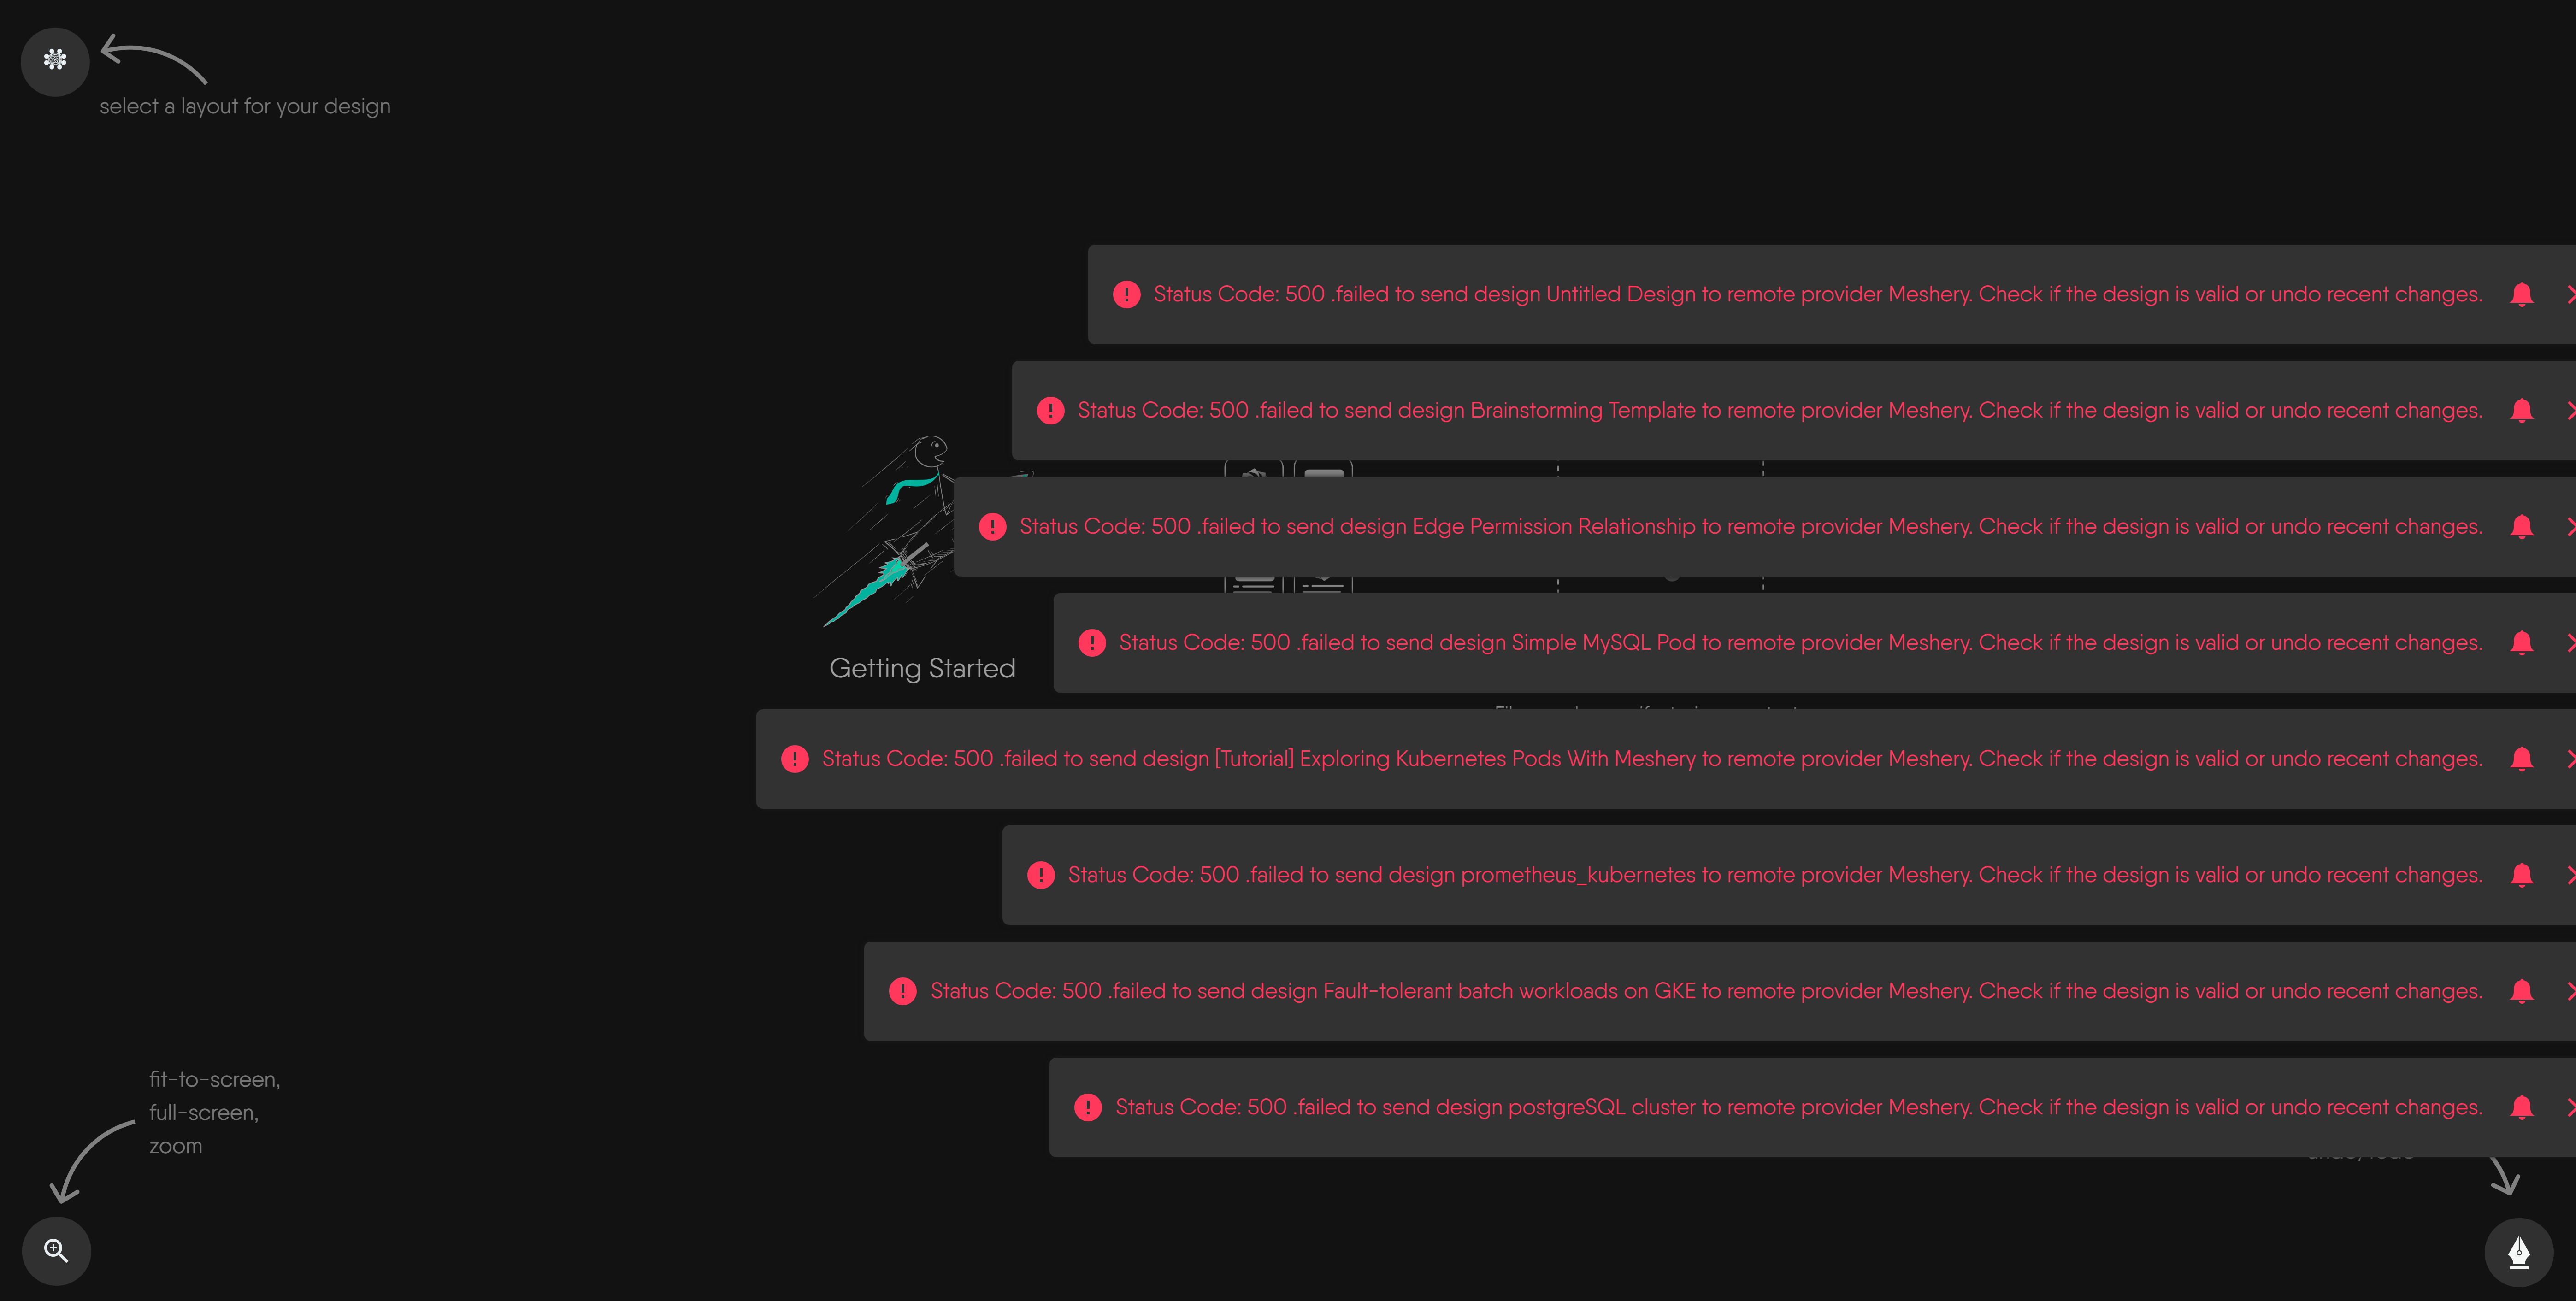 select a layout for your design
Status Code: 500 .failed to send design Untitled Design to remote provider Meshery. Check if the design is valid or undo recent changes.
Status Code: 500 .failed to send design Brainstorming Template to remote provider Meshery. Check if the design is valid or undo recent changes.
Status Code: 500 .failed to send design Edge Permission Relationship to remote provider Meshery. Check if the design is valid or undo recent changes.
Status Code: 500 .failed to send design Simple MySQL Pod to remote provider Meshery. Check if the design is valid or undo recent changes.
Getting Started
Status Code: 500 .failed to send design [Tutorial] Exploring Kubernetes Pods With Meshery to remote provider Meshery. Check if the design is valid or undo recent changes.
Status Code: 500 .failed to send design prometheus_kubernetes to remote provider Meshery. Check if the design is valid or undo recent changes.
Status Code: 500 .failed to send design Fault-tolerant batch workloads on GKE to remote provider Meshery. Check if the design is valid or undo recent changes.
Status Code: 500 .failed to send design postgreSQL cluster to remote provider Meshery. Check if the design is valid or undo recent changes.
fit-to-screen,
full-screen,
zoom